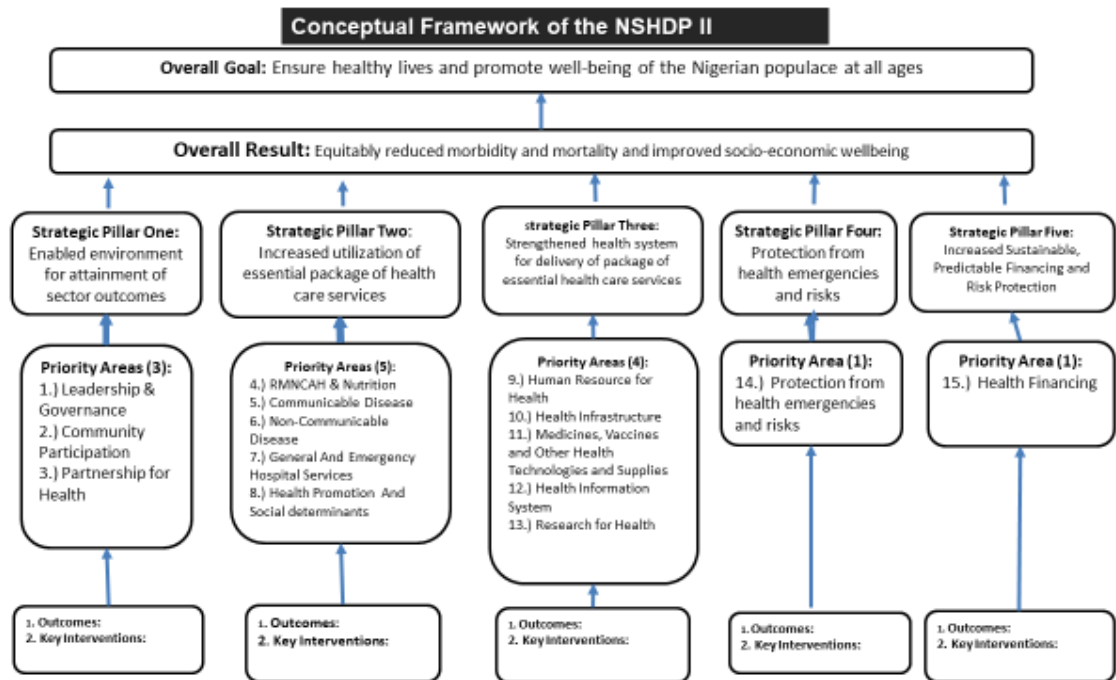 Conceptual Framework of the NSHDP II
Overall Goal: Ensure healthy lives and promote well-being of the Nigerian populace at all ages
Overall Result: Equitably reduced morbidity and mortality and improved socio-economic wellbeing
Strategic Pillar One:
Enabled environment
for attainment of
sector outcomes
Strategic Pillar Two:
Increased utilization of
essential package of health
care services
strategic Pillar Three:
Strengthened health system
for delivery of package of
essential health care services
Strategic Pillar Four:
Protection from
health emergencies
and risks
Strategic Pillar Five:
Increased Sustainable,
Predictable Financing and
Risk Protection
Priority Areas (3):
1.) Leadership &
Governance
2.) Community
Participation
3.) Partnership for
Health
Priority Areas (5):
4.) RMNCAH & Nutrition
5.) Communicable Disease
6.) Non-Communicable
Disease
7.) General And Emergency
Hospital Services
8.) Health Promotion And
Social determinants
Priority Areas (4):
9.) Human Resource for
Health
10.) Health Infrastructure
11.) Medicines, Vaccines
and Other Health
Technologies and Supplies
12.) Health Information
System
13.) Research for Health
Priority Area (1):
14.) Protection from
health emergencies
and risks
Priority Area (1):
15.) Health Financing
1. Outcomes:
2. Key Interventions:
1. Outcomes:
2. Key Interventions:
1. Outcomes:
2. Key Interventions:
1. Outcomes:
2. Key Interventions:
1. Outcomes:
2. Key Interventions: